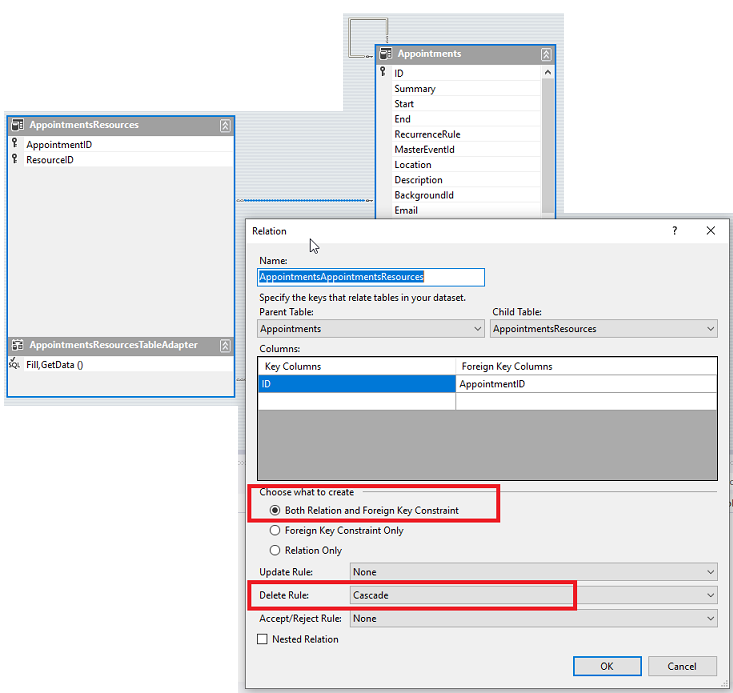 Appointments
ID
Summary
Start
End
RecurrenceRule
MasterEventId
Location
Description
BackgroundId
Email
AppointmentsResources
AppointmentID
ResourceID
AppointmentsResourcesTableAdapter
SQL Fill,GetData ()
Relation ?
Name:
AppointmentsAppointmentsResources
Specify the keys that relate tables in your dataset.
Parent Table: Child Table:
Appointments AppointmentsResources
Columns:
Key Columns Foreign Key Columns
ID AppointmentID
Choose what to create
Both Relation and Foreign Key Constraint
Foreign Key Constraint Only
Relation Only
Update Rule: None
Delete Rule: Cascade
Accept/Reject Rule: None
Nested Relation
OK Cancel